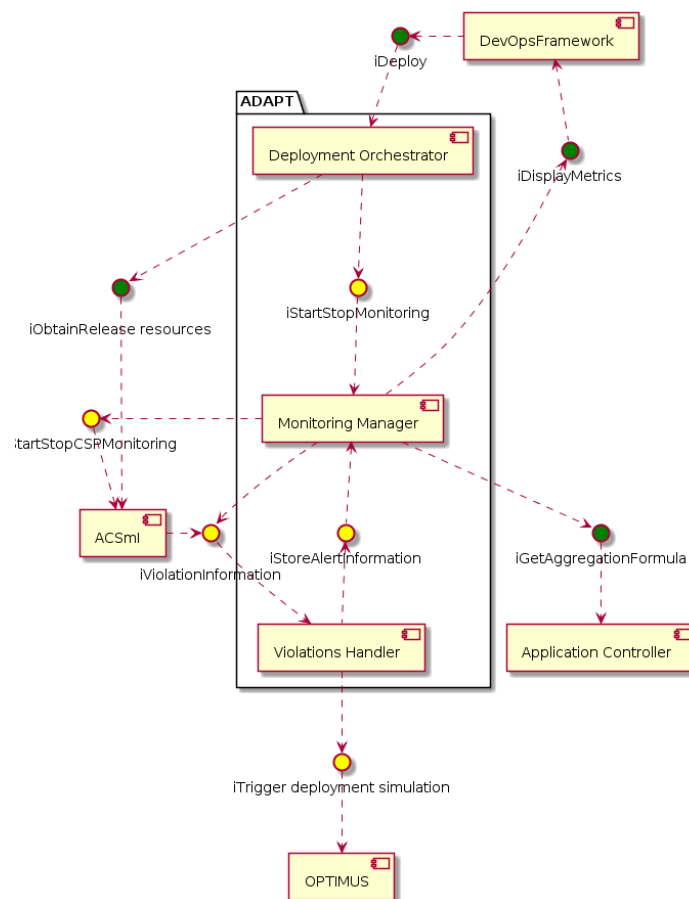 DevOpsFramework
iDeploy
ADAPT
Deployment Orchestrator
iDisplayMetrics
iObtainRelease resources
iStartStopMonitoring
Monitoring Manager
StartStopCSPMonitoring
ACSmI
iStoreAlertInformation
iGetAggregationFormula
iViolationInformation
Violations Handler
Application Controller
iTrigger deployment simulation
OPTIMUS